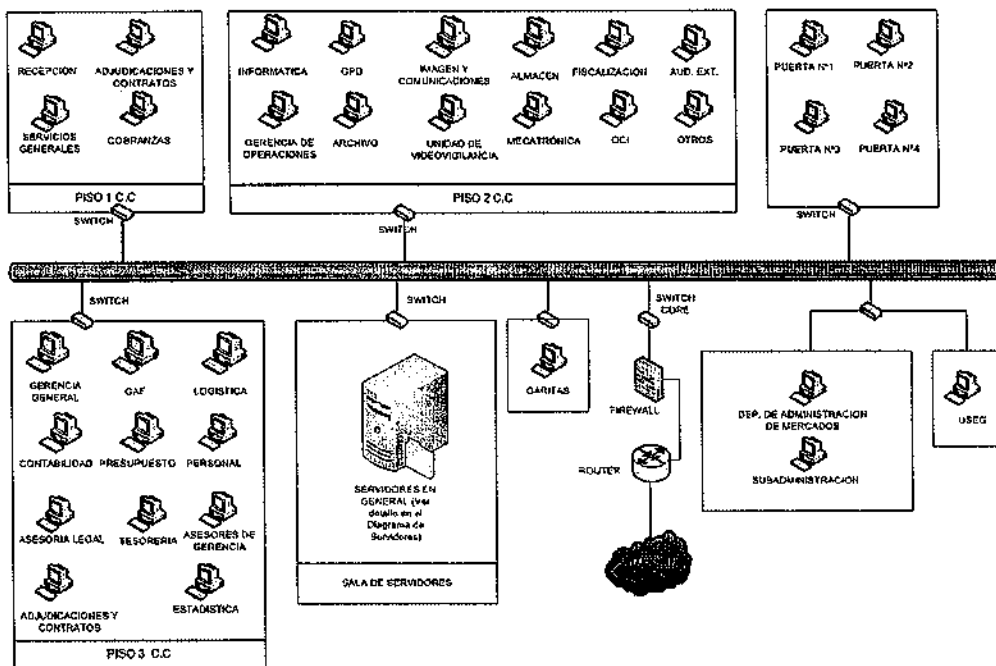 RECEPCION
ADJUDICACIONES Y
CONTRATOS
SERVICIOS
GENERALES
COBRANZAS
PISO 1 C.C
SWITCH
INFORMATICA
OPD
IMAGEN Y
COMUNICACIONES
ALMACEN
FISCALIZACION
AUD. EXT.
GERENCIA DE
OPERACIONES
ARCHIVO
UNIDAD DE
VIDEOVIGILANCIA
MECATRÓNICA
OCI
OTROS
PISO 2 C.C
SWITCH
PUERTA Nº1
PUERTA Nº2
PUERTA Nº3
PUERTA Nº4
SWITCH
SWITCH
GERENCIA
GENERAL
GAF
LOGISTICA
CONTABILIDAD
PRESUPUESTO
PERSONAL
ASESORIA LEGAL
TESORERIA
ASESORES DE
GERENCIA
ADJUDICACIONES Y
CONTRATOS
ESTADISTICA
PISO 3 C.C
SWITCH
SERVIDORES EN
GENERAL (Ver
detalle en el
Diagrama de
Servidores)
SALA DE SERVIDORES
GARITAS
SWITCH
CORE
FIREWALL
ROUTER
DEP. DE ADMINISTRACION
DE MERCADOS
SUBADMINISTRACION
USEG